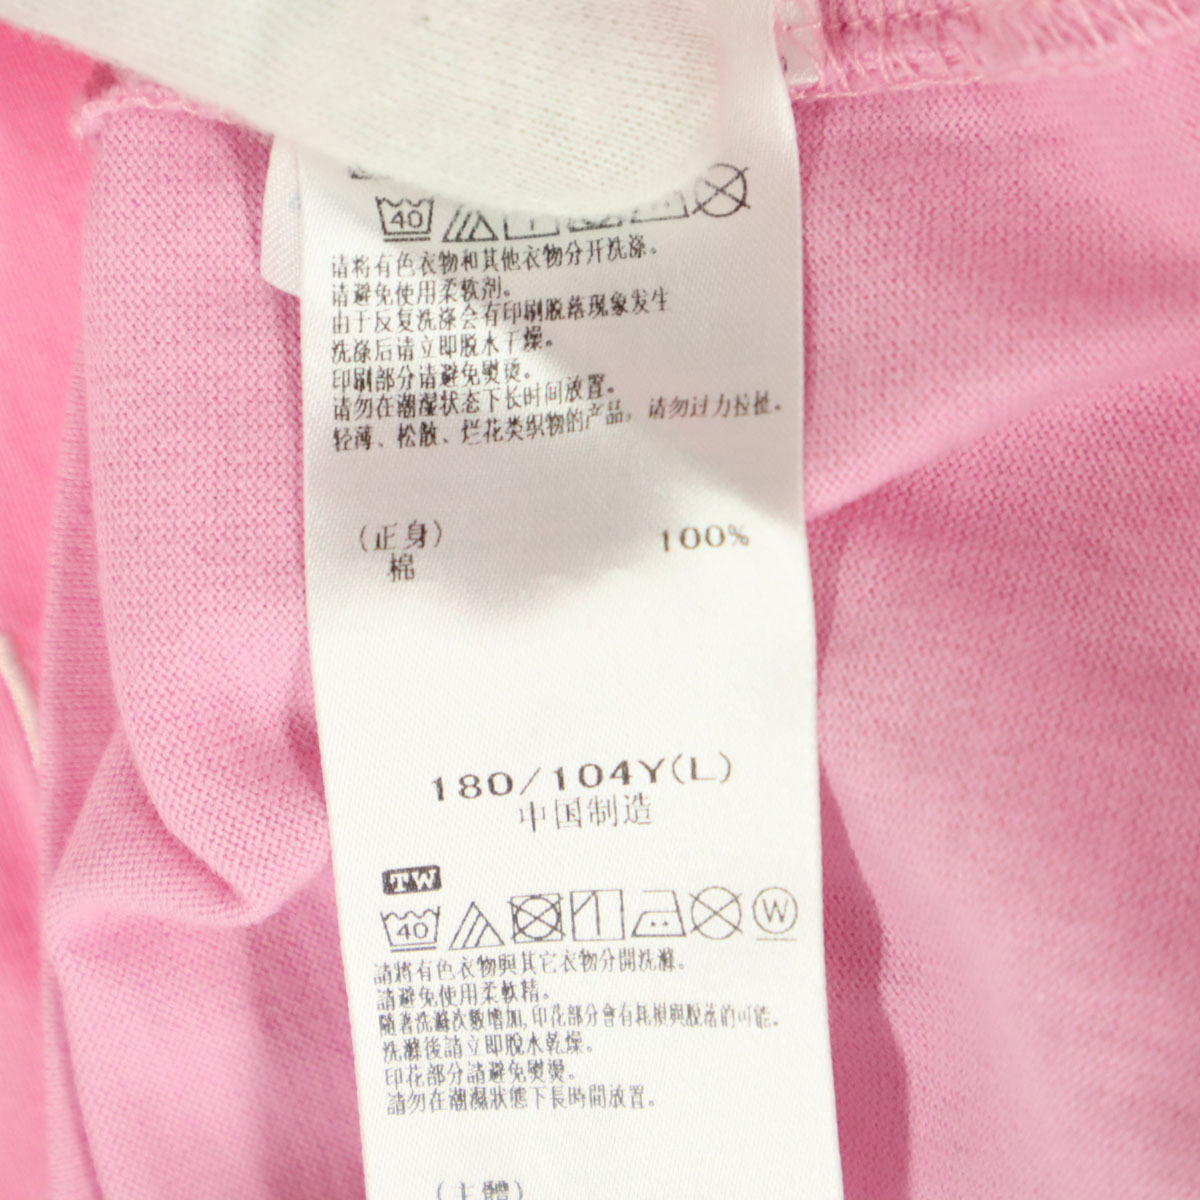 40
请将有色衣物和其他衣物分开洗涤。
请避免使用柔软剂。
由于反复洗涤会有印刷脱落现象发生
洗涤后请立即脱水干燥。
印刷部分请避免熨烫。
请勿在潮湿状态下长时间放置。
轻薄、松散、烂花类织物的产品，请勿过力拉扯。
(正身)
棉 100%
180/104Y(L)
中国制造
TW
40 W
請將有色衣物與其它衣物分開洗滌。
請避免使用柔軟精。
隨著洗滌次數增加,印花部分會有耗損與脫落的可能。
洗滌後請立即脫水乾燥。
印花部分請避免熨燙。
請勿在潮濕狀態下長時間放置。
(主體)